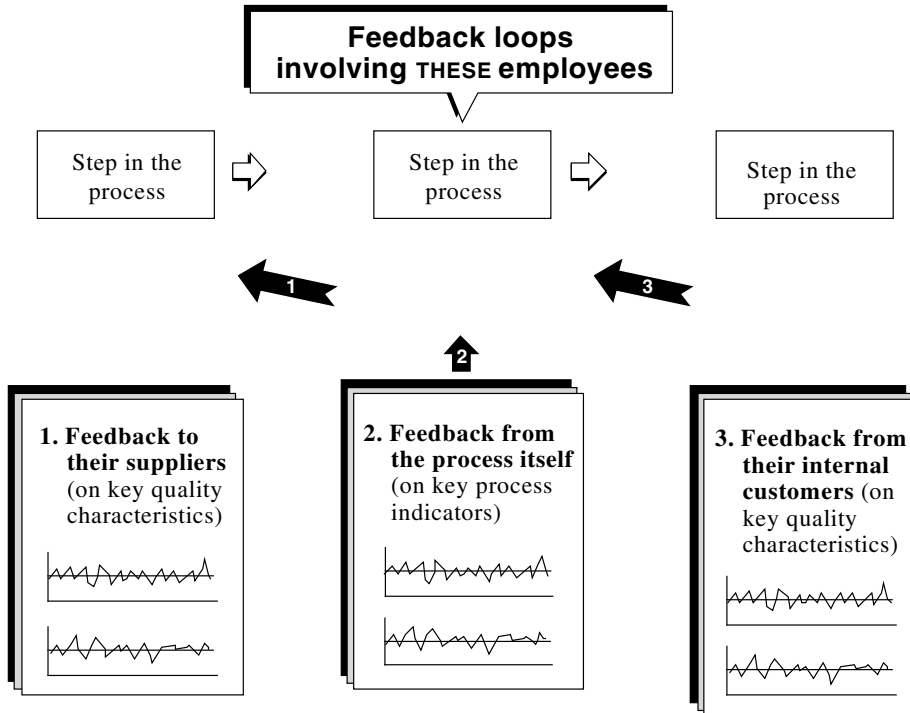 Feedback loops
involving THESE employees
Step in the
process
Step in the
process
Step in the
process
1
3
2
1. Feedback to
their suppliers
(on key quality
characteristics)
2. Feedback from
the process itself
(on key process
indicators)
3. Feedback from
their internal
customers (on
key quality
characteristics)